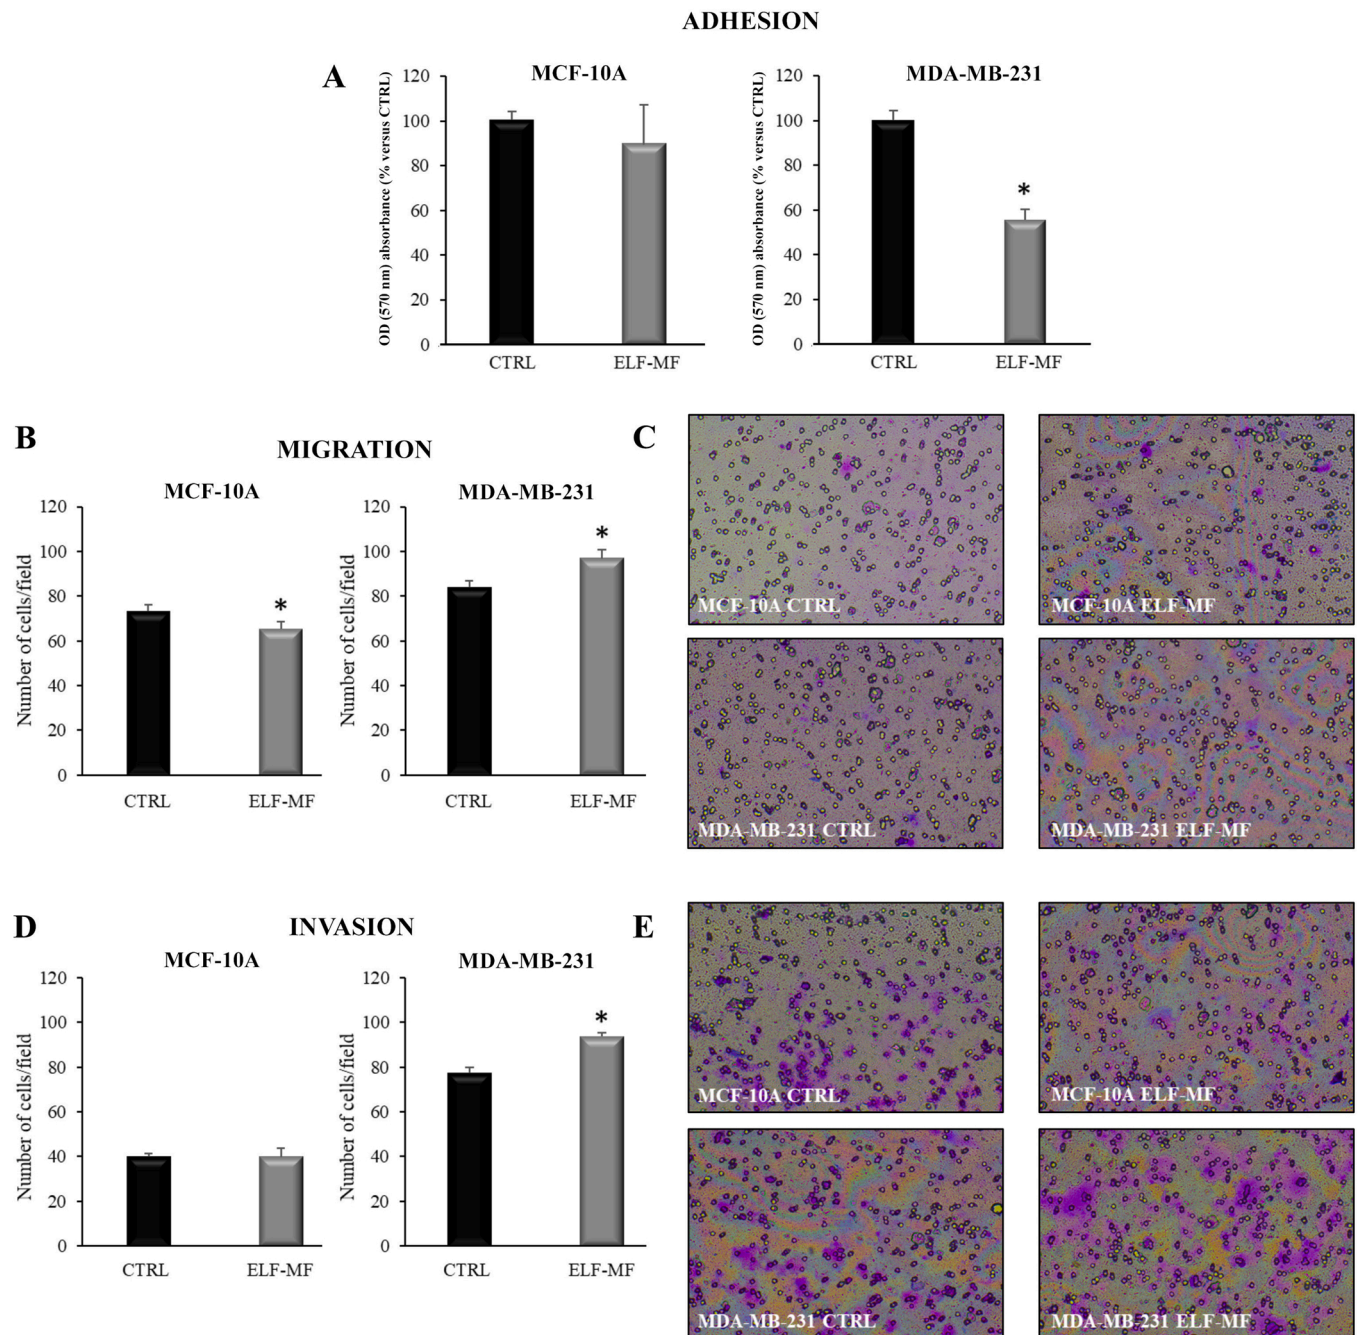 ADHESION
A
MCF-10A
OD (570 nm) absorbance (% versus CTRL)
120
100
80
60
40
20
0
CTRL
ELF-MF
MDA-MB-231
OD (570 nm) absorbance (% versus CTRL)
120
100
80
60
40
20
0
*
CTRL
ELF-MF
B
MIGRATION
MCF-10A
Number of cells/field
120
100
80
60
40
20
0
*
CTRL
ELF-MF
MDA-MB-231
Number of cells/field
120
100
80
60
40
20
0
*
CTRL
ELF-MF
C
MCF-10A CTRL
MCF-10A ELF-MF
MDA-MB-231 CTRL
MDA-MB-231 ELF-MF
D
INVASION
MCF-10A
Number of cells/field
120
100
80
60
40
20
0
CTRL
ELF-MF
MDA-MB-231
Number of cells/field
120
100
80
60
40
20
0
*
CTRL
ELF-MF
E
MCF-10A CTRL
MCF-10A ELF-MF
MDA-MB-231 CTRL
MDA-MB-231 ELF-MF